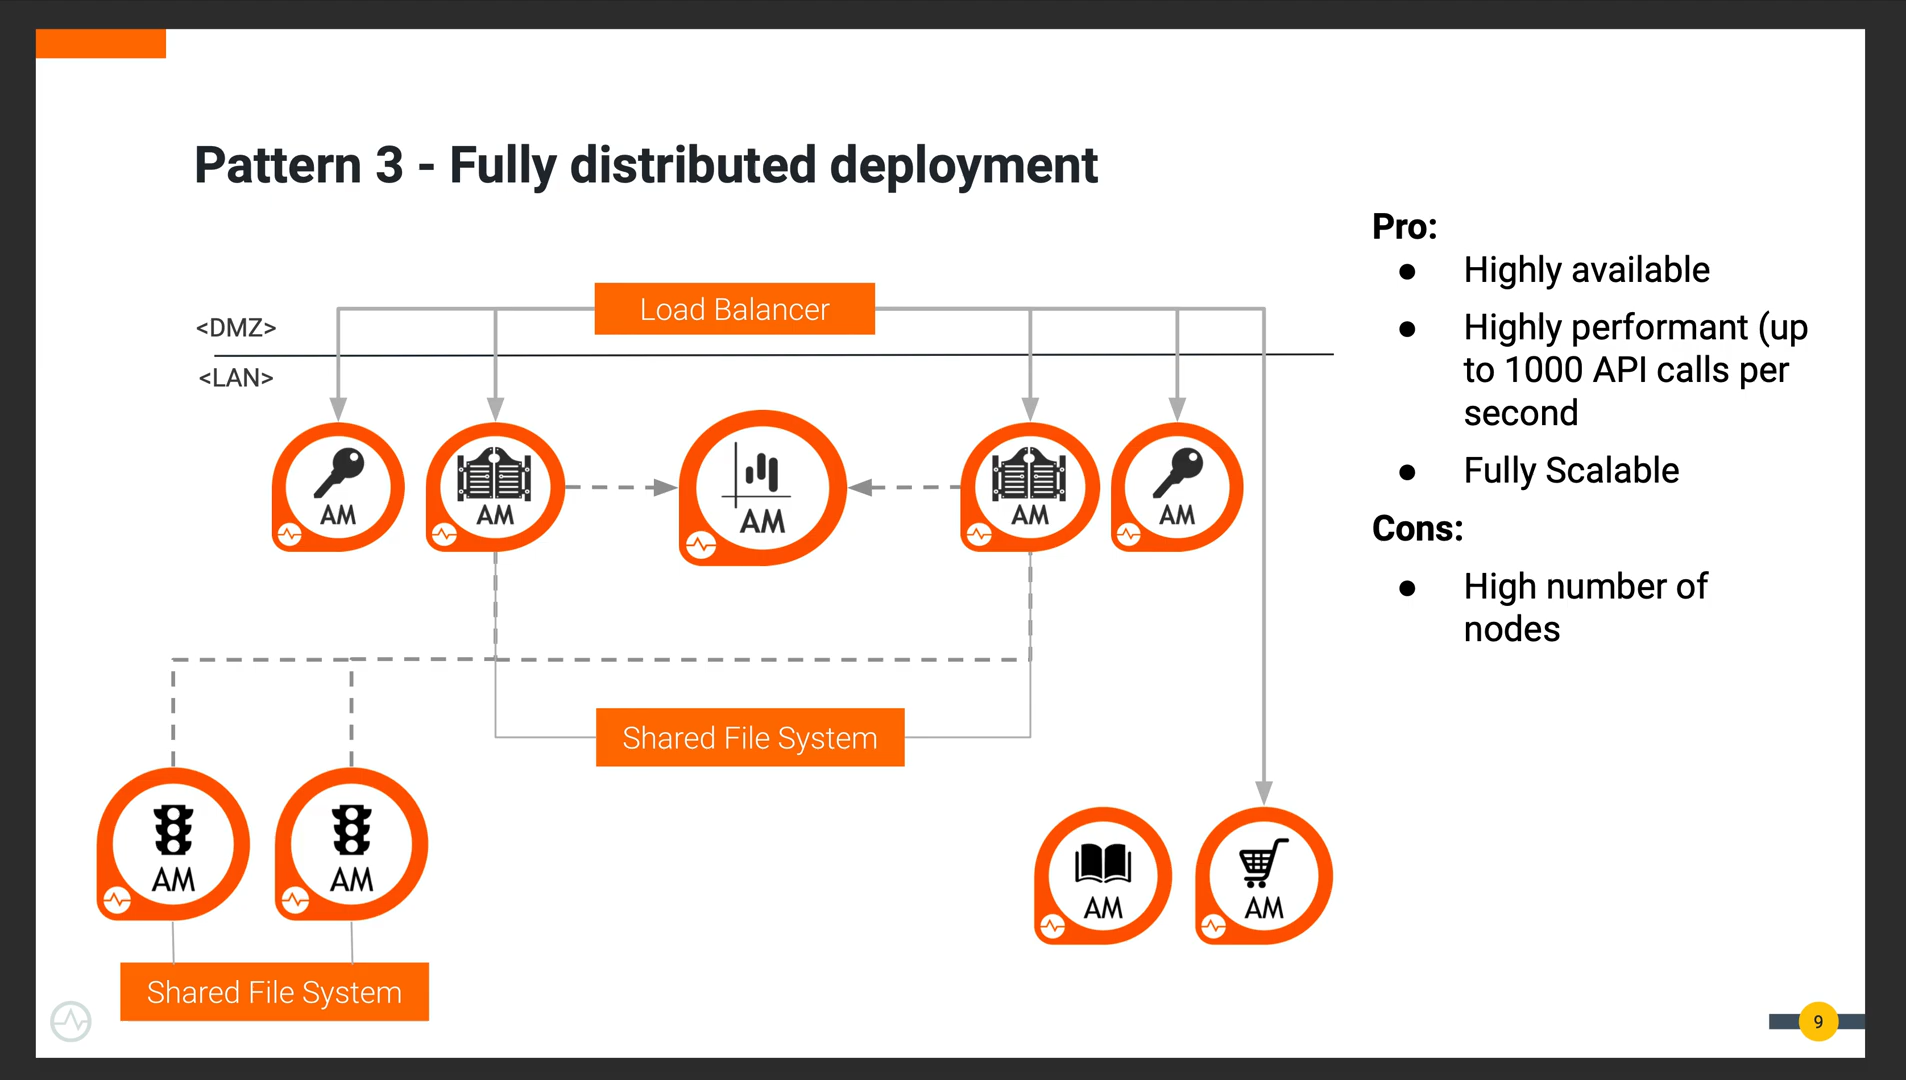 Pattern 3 - Fully distributed deployment
Load Balancer
<DMZ>
<LAN>
AM
AM
AM
AM
AM
Shared File System
AM
AM
AM
AM
Shared File System
Pro:
● Highly available
● Highly performant (up
to 1000 API calls per
second
● Fully Scalable
Cons:
● High number of
nodes
9